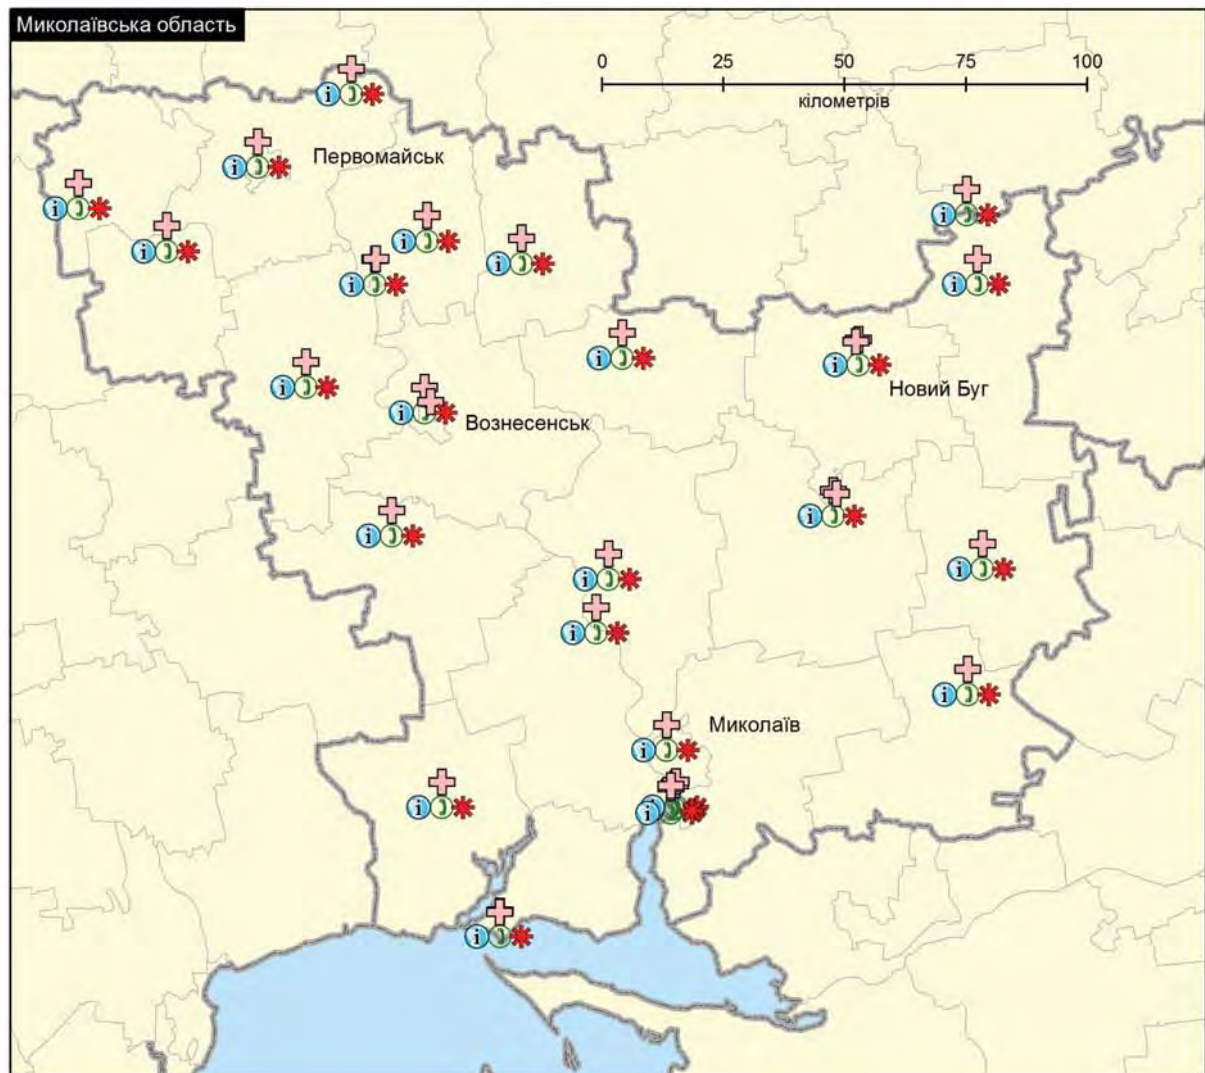 Миколаївська область
0 25 50 75 100
кілометрів
Первомайськ
Новий Буг
Вознесенськ
Миколаїв